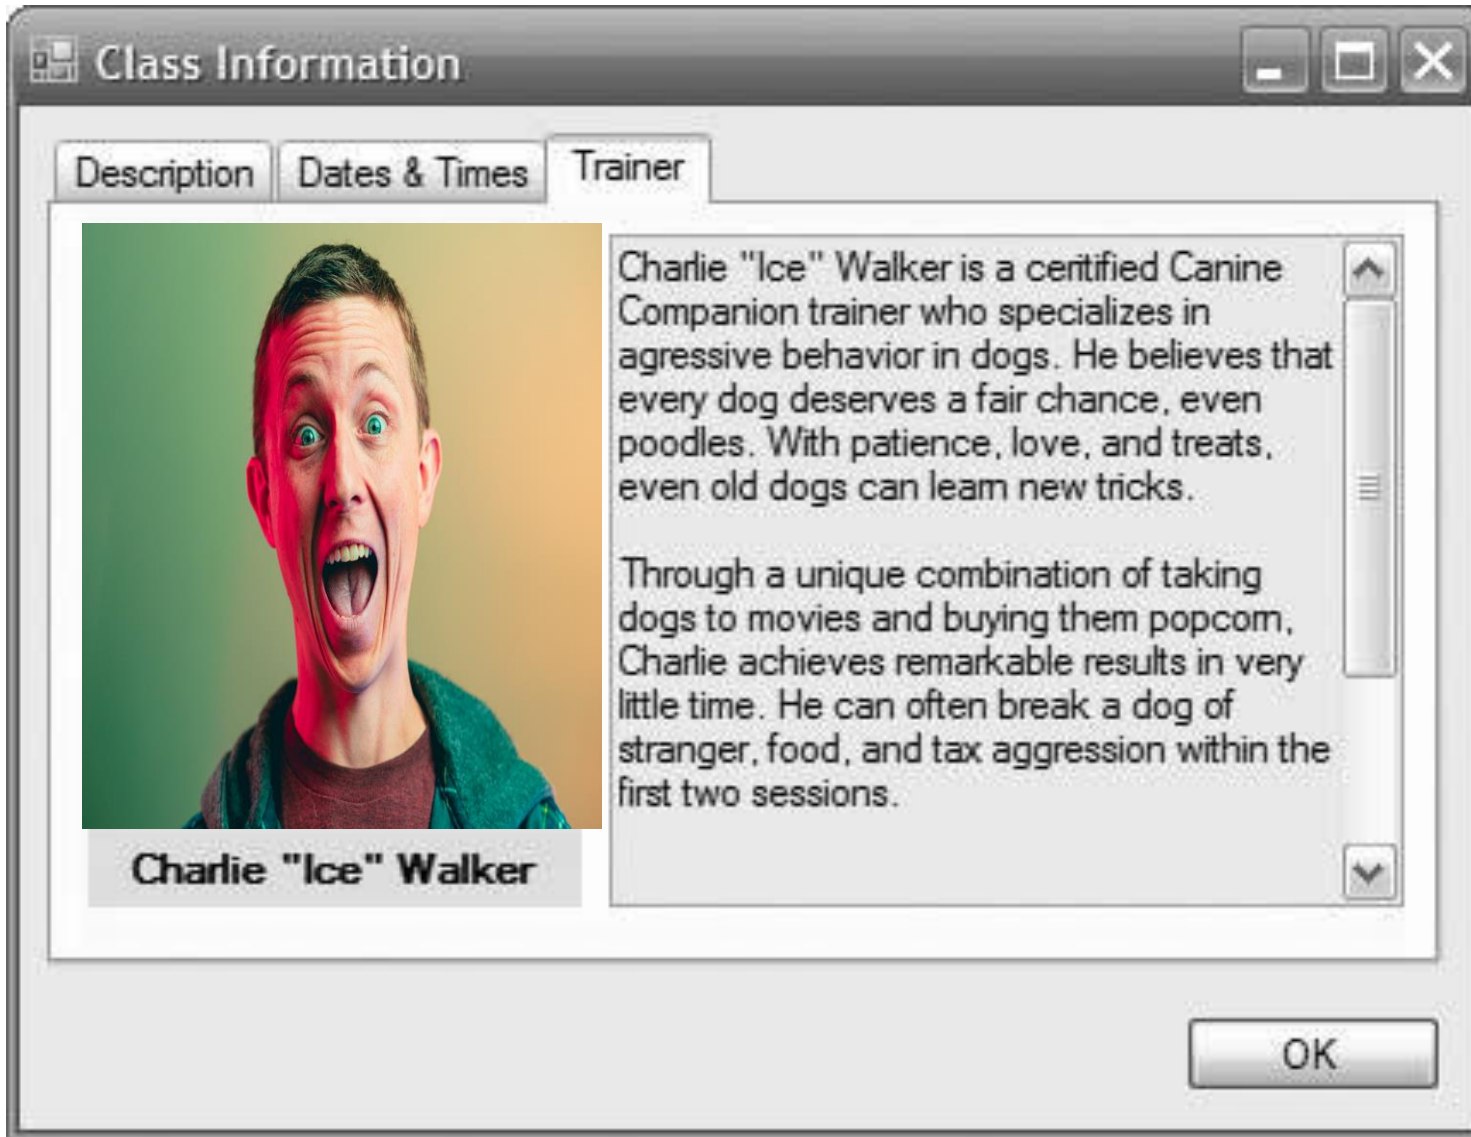 Class Information
Description
Dates & Times
Trainer
Charlie "Ice" Walker is a ceritified Canine
Companion trainer who specializes in
agressive behavior in dogs. He believes that
every dog deserves a fair chance, even
poodles. With patience, love, and treats,
even old dogs can learn new tricks.
Through a unique combination of taking
dogs to movies and buying them popcorn,
Charlie achieves remarkable results in very
little time. He can often break a dog of
stranger, food, and tax aggression within the
first two sessions.
Charlie "Ice" Walker
OK